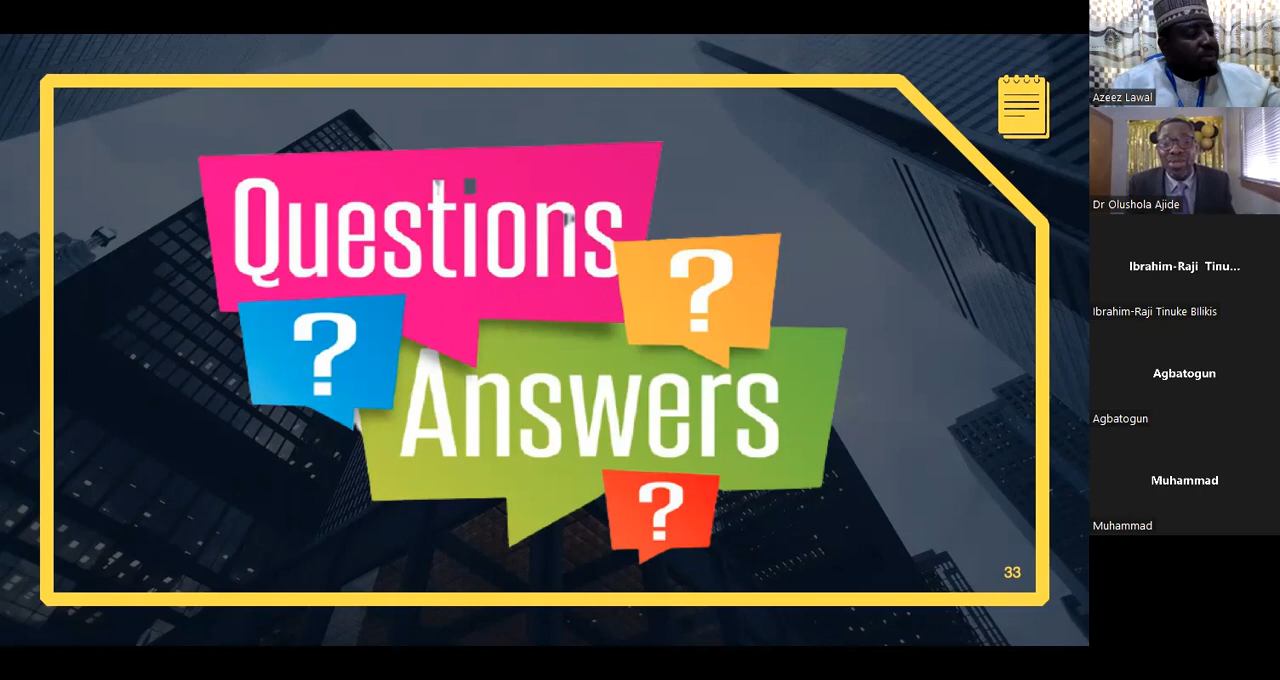 Questions
?
?
Answers
?
33
Azeez Lawal
Dr Olushola Ajide
Ibrahim-Raji Tinu...
Ibrahim-Raji Tinuke BIlikis
Agbatogun
Agbatogun
Muhammad
Muhammad